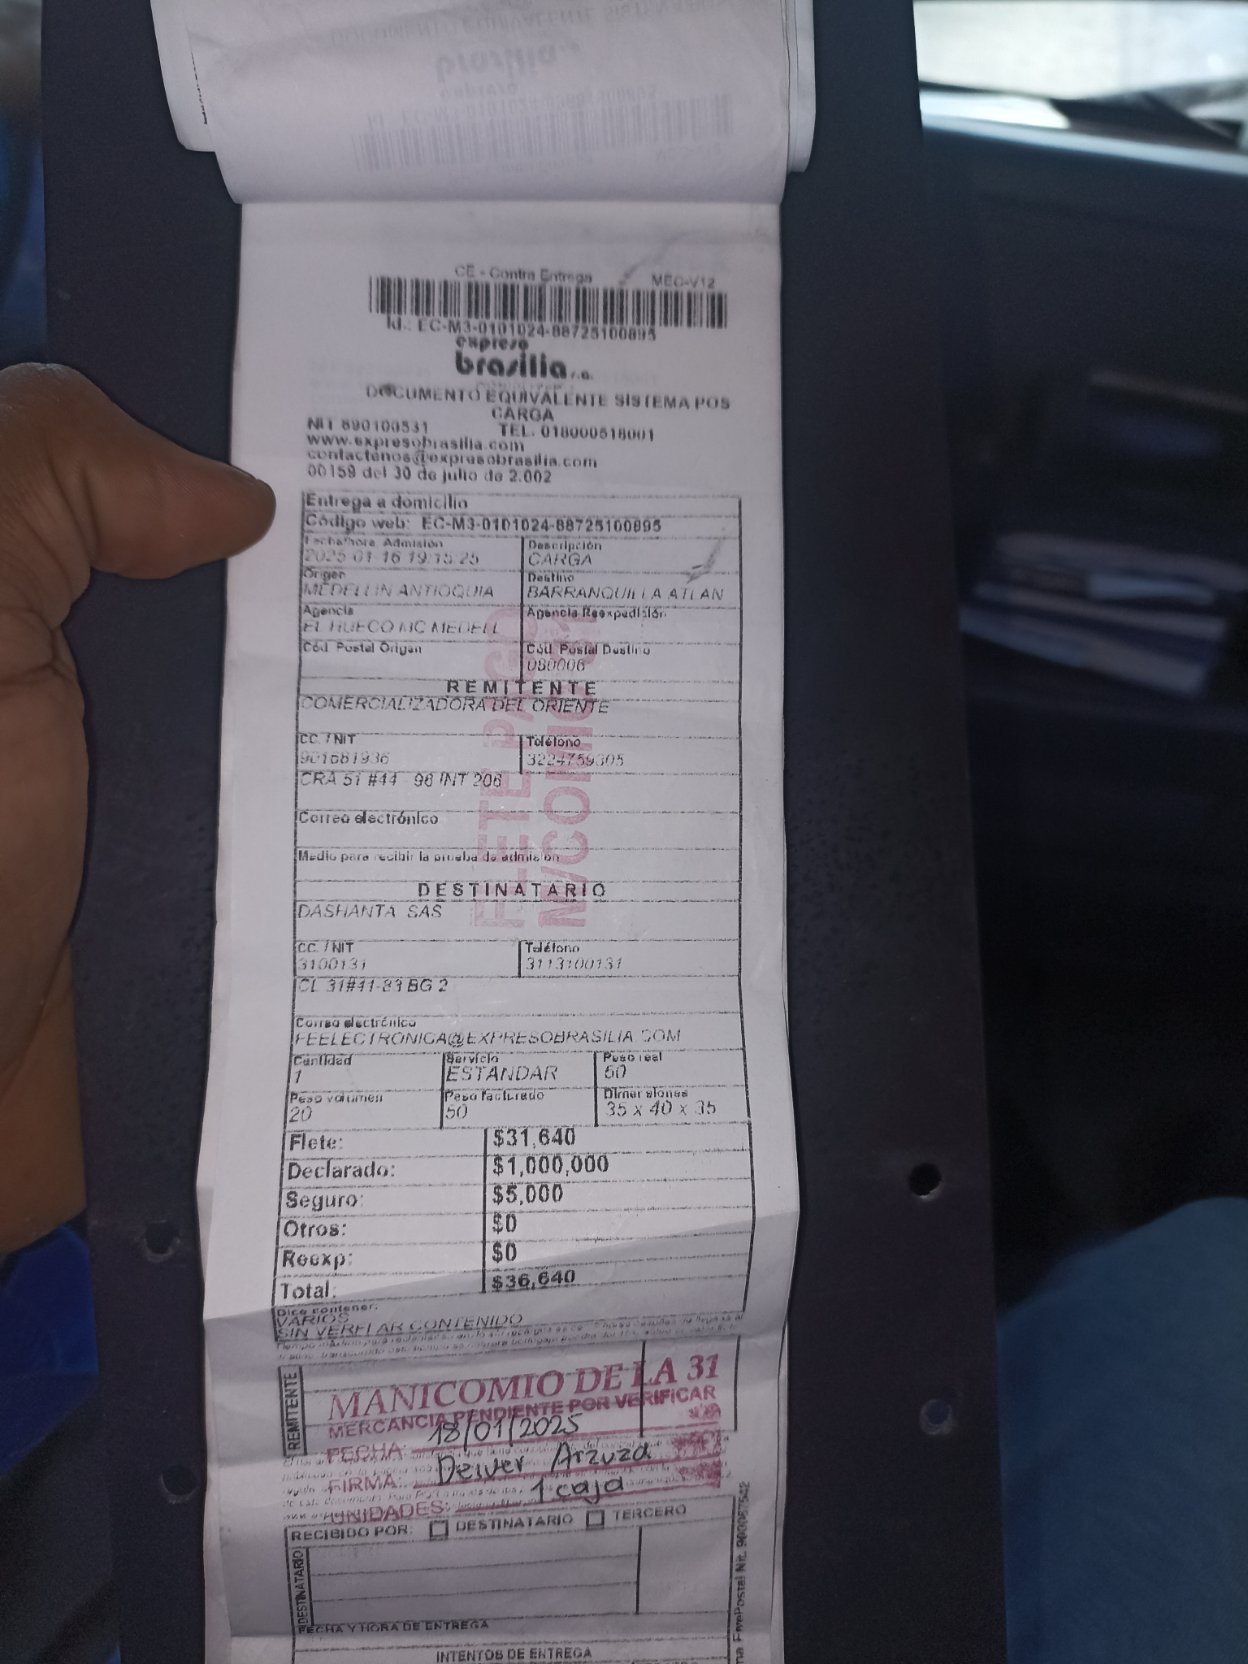 CE - Contra Entrega MEC-V12
Id.: EC-M3-0101024-88725100895
expreso
brasilia s.a.
DOCUMENTO EQUIVALENTE SISTEMA POS
CARGA
NIT 890100531 TEL. 018000518001
www.expresobrasilia.com
contactenos@expresobrasilia.com
00159 del 30 de julio de 2.002
Entrega a domicilio
Código web: EC-M3-0101024-88725100895
Fecha/hora Admisión Descripción
2025-01-16 19:15:25 CARGA
Origen Destino
MEDELLIN ANTIOQUIA BARRANQUILLA ATLAN
Agencia Agencia Reexpedición
EL HUECO MC MEDELL
Cód. Postal Origen Cód. Postal Destino
080006
REMITENTE
COMERCIALIZADORA DEL ORIENTE
CC. / NIT Teléfono
901681936 3224759305
CRA 51 #44 98 INT 206
Correo electrónico
Medio para recibir la prueba de admisión
FLETE PAGO
DESTINATARIO
DASHANTA SAS
CC. / NIT Teléfono
3100131 3113100131
CL 31#41-83 BG 2
Correo electrónico
FEELECTRONICA@EXPRESOBRASILIA.COM
Cantidad Servicio Peso real
1 ESTANDAR 50
Peso volumen Peso facturado Dimensiones
20 50 35 x 40 x 35
Flete: $31,640
Declarado: $1,000,000
Seguro: $5,000
Otros: $0
Reexp: $0
Total: $36,640
Dice contener:
VARIOS
SIN VERIFICAR CONTENIDO
REMITENTE
MANICOMIO DE LA 31
MERCANCIA PENDIENTE POR VERIFICAR
FECHA: 18/01/2025
FIRMA: Deiver Arzuza
UNIDADES: 1 caja
RECIBIDO POR: DESTINATARIO TERCERO
DESTINATARIO
FECHA Y HORA DE ENTREGA
INTENTOS DE ENTREGA